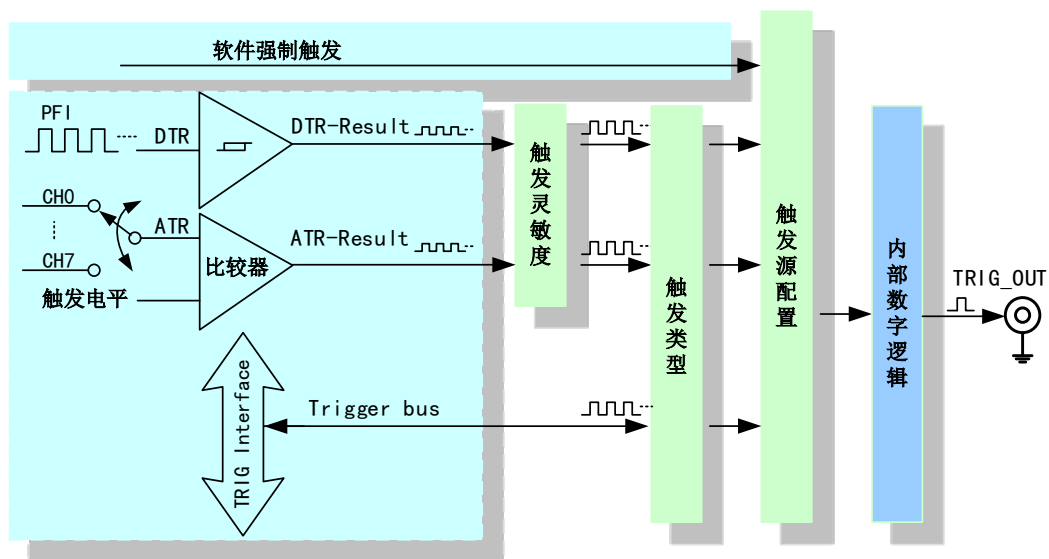 软件强制触发
PFI
DTR
DTR-Result
CH0
ATR
ATR-Result
CH7
比较器
触发电平
TRIG Interface
Trigger bus
触发灵敏度
触发类型
触发源配置
内部数字逻辑
TRIG_OUT